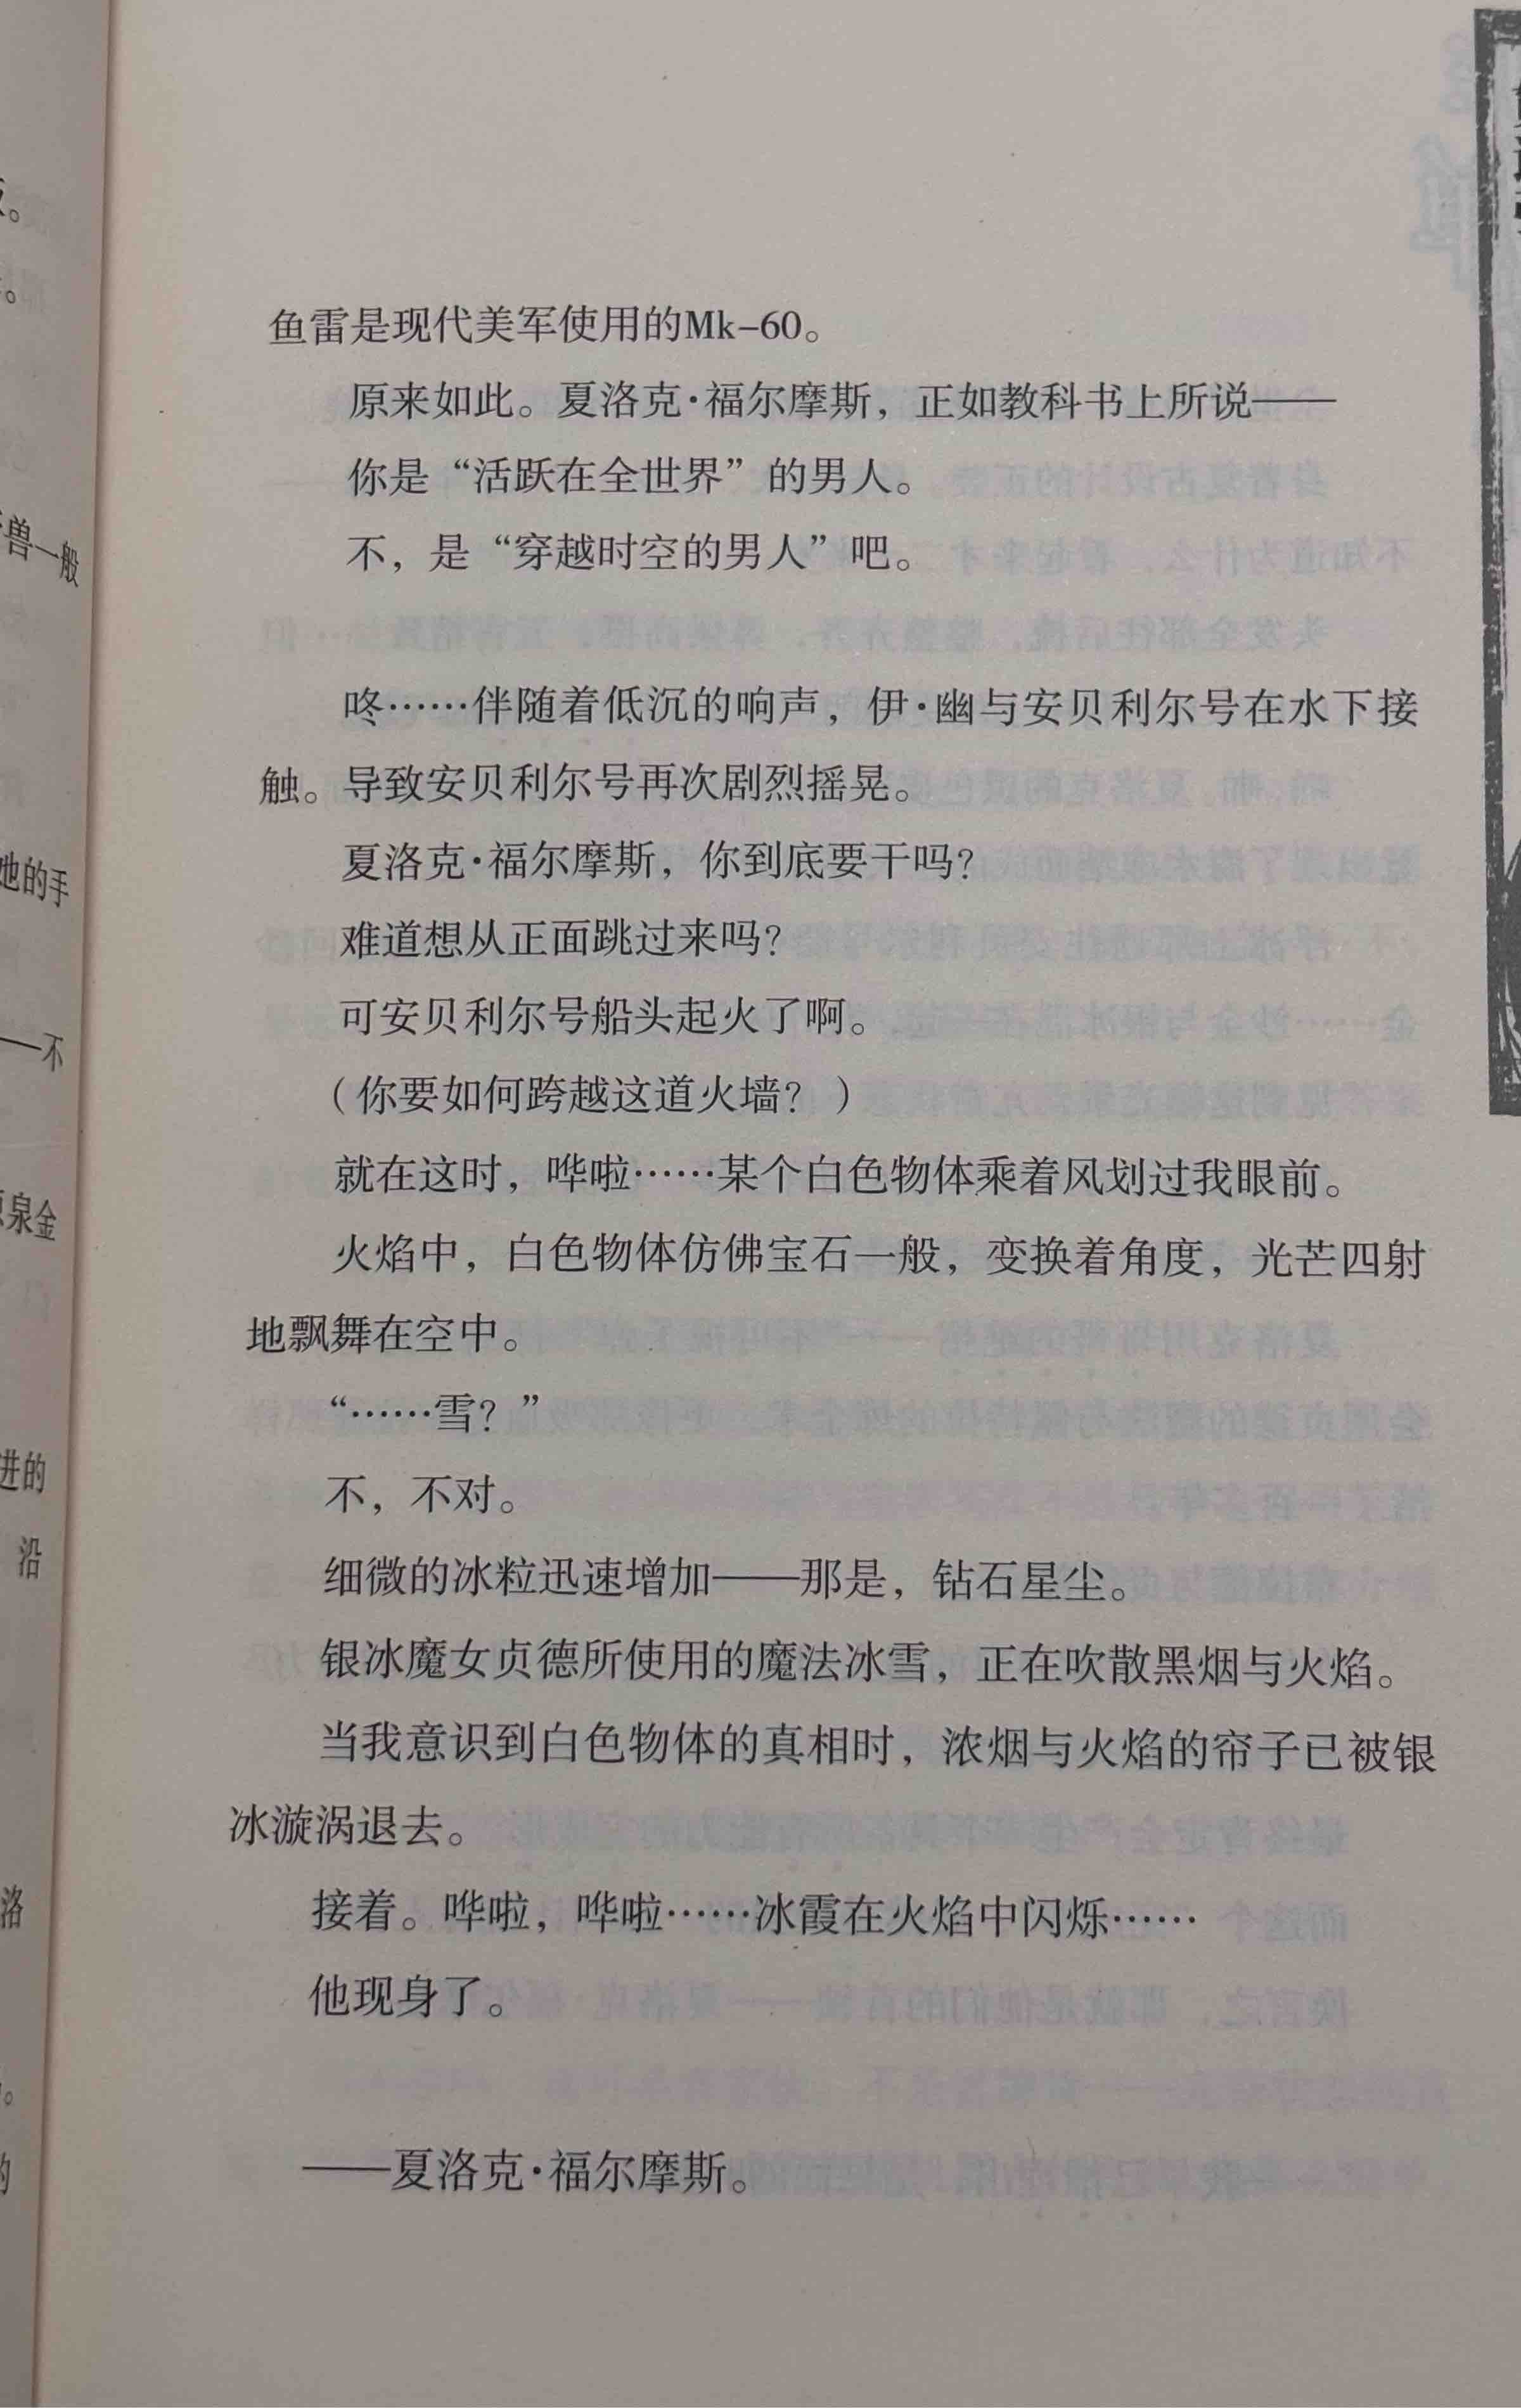 鱼雷是现代美军使用的Mk-60。
原来如此。夏洛克·福尔摩斯，正如教科书上所说——
你是“活跃在全世界”的男人。
不，是“穿越时空的男人”吧。
咚……伴随着低沉的响声，伊·幽与安贝利尔号在水下接
触。导致安贝利尔号再次剧烈摇晃。
夏洛克·福尔摩斯，你到底要干吗？
难道想从正面跳过来吗？
可安贝利尔号船头起火了啊。
（你要如何跨越这道火墙？）
就在这时，哗啦……某个白色物体乘着风划过我眼前。
火焰中，白色物体仿佛宝石一般，变换着角度，光芒四射
地飘舞在空中。
“……雪？”
不，不对。
细微的冰粒迅速增加——那是，钻石星尘。
银冰魔女贞德所使用的魔法冰雪，正在吹散黑烟与火焰。
当我意识到白色物体的真相时，浓烟与火焰的帘子已被银
冰漩涡退去。
接着。哗啦，哗啦……冰霞在火焰中闪烁……
他现身了。
——夏洛克·福尔摩斯。
兽一般
她的手
——不
泉金
进的
沿
洛